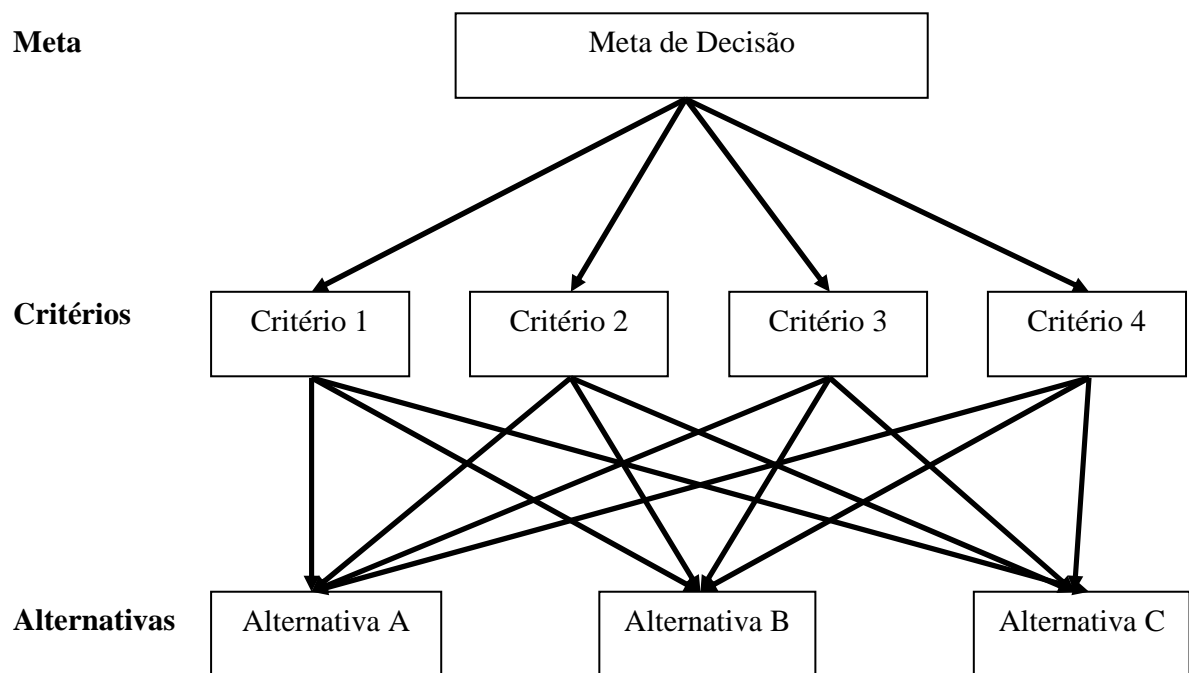 Meta
Meta de Decisão
Critérios
Critério 1
Critério 2
Critério 3
Critério 4
Alternativas
Alternativa A
Alternativa B
Alternativa C